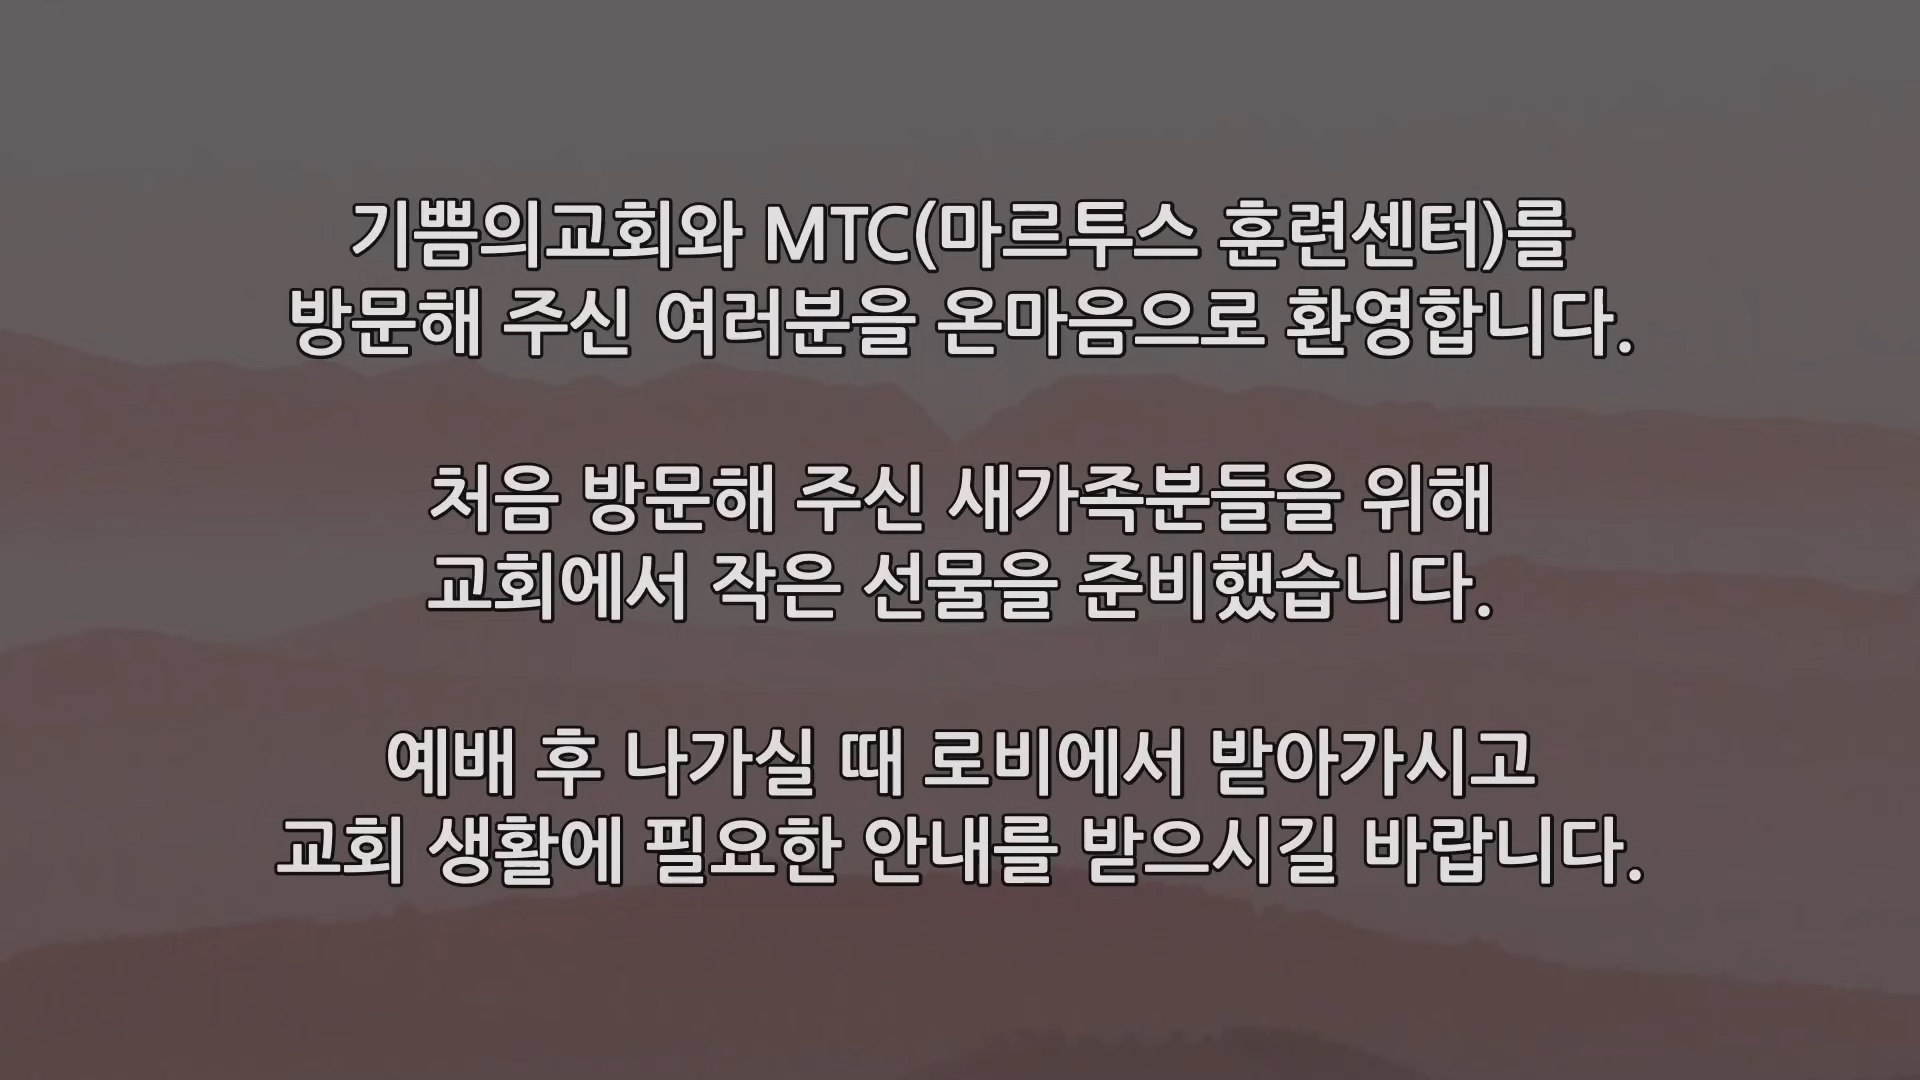 기쁨의교회와 MTC(마르투스 훈련센터)를
방문해 주신 여러분을 온마음으로 환영합니다.
처음 방문해 주신 새가족분들을 위해
교회에서 작은 선물을 준비했습니다.
예배 후 나가실 때 로비에서 받아가시고
교회 생활에 필요한 안내를 받으시길 바랍니다.